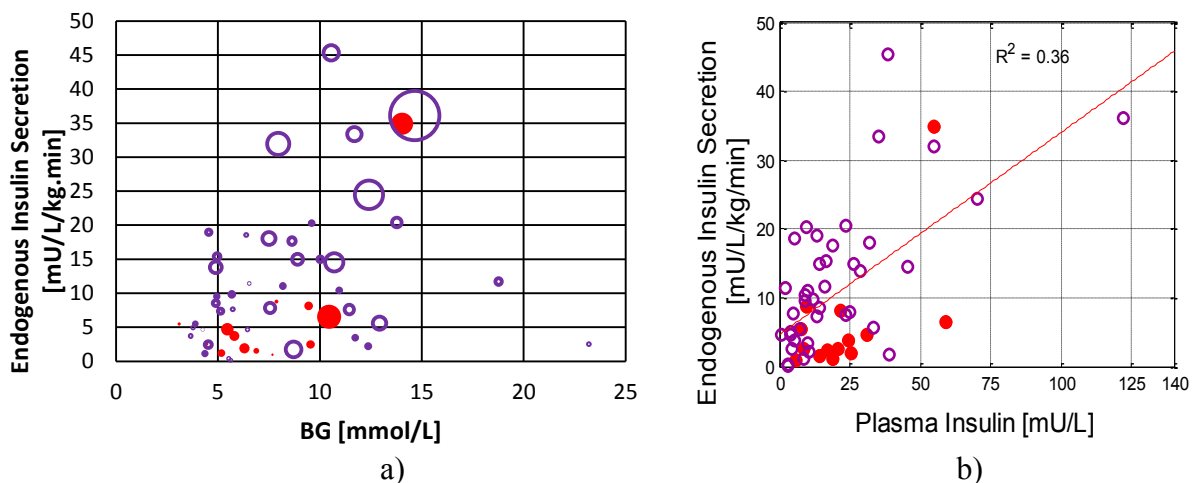 Endogenous Insulin Secretion
[mU/L/kg.min]
50
45
40
35
30
25
20
15
10
5
0
0 5 10 15 20 25
BG [mmol/L]
a)
Endogenous Insulin Secretion
[mU/L/kg/min]
50
40
30
20
10
0
R² = 0.36
0 25 50 75 100 125 140
Plasma Insulin [mU/L]
b)